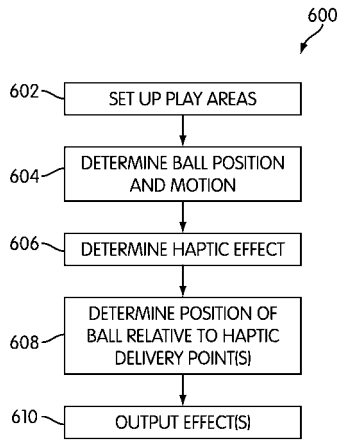 600
602
SET UP PLAY AREAS
604
DETERMINE BALL POSITION
AND MOTION
606
DETERMINE HAPTIC EFFECT
608
DETERMINE POSITION OF
BALL RELATIVE TO HAPTIC
DELIVERY POINT(S)
610
OUTPUT EFFECT(S)